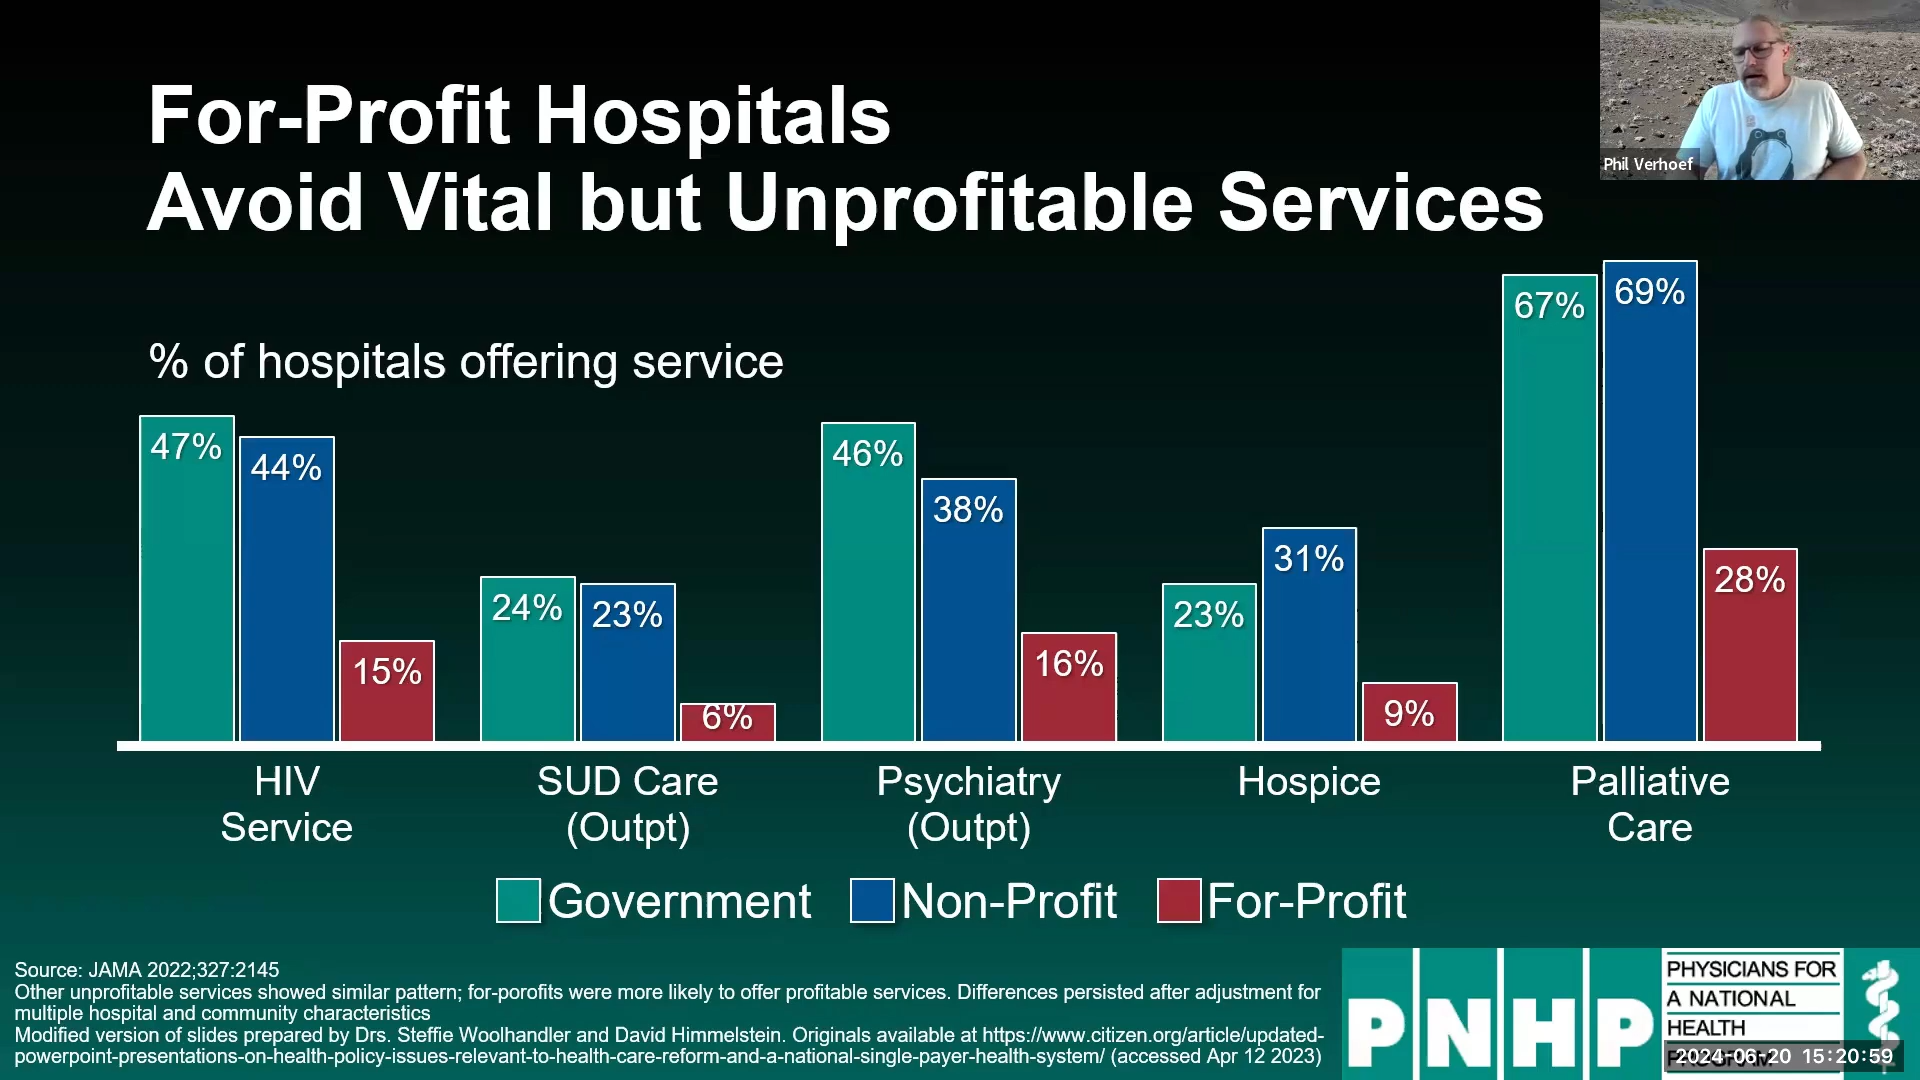 For-Profit Hospitals
Avoid Vital but Unprofitable Services
Phil Verhoef
% of hospitals offering service
47%
44%
15%
24%
23%
6%
46%
38%
16%
23%
31%
9%
67%
69%
28%
HIV
Service
SUD Care
(Outpt)
Psychiatry
(Outpt)
Hospice
Palliative
Care
Government
Non-Profit
For-Profit
Source: JAMA 2022;327:2145
Other unprofitable services showed similar pattern; for-porofits were more likely to offer profitable services. Differences persisted after adjustment for
multiple hospital and community characteristics
Modified version of slides prepared by Drs. Steffie Woolhandler and David Himmelstein. Originals available at https://www.citizen.org/article/updated-
powerpoint-presentations-on-health-policy-issues-relevant-to-health-care-reform-and-a-national-single-payer-health-system/ (accessed Apr 12 2023)
PNHP
PHYSICIANS FOR
A NATIONAL
HEALTH
PROGRAM
2024-06-20 15:20:59